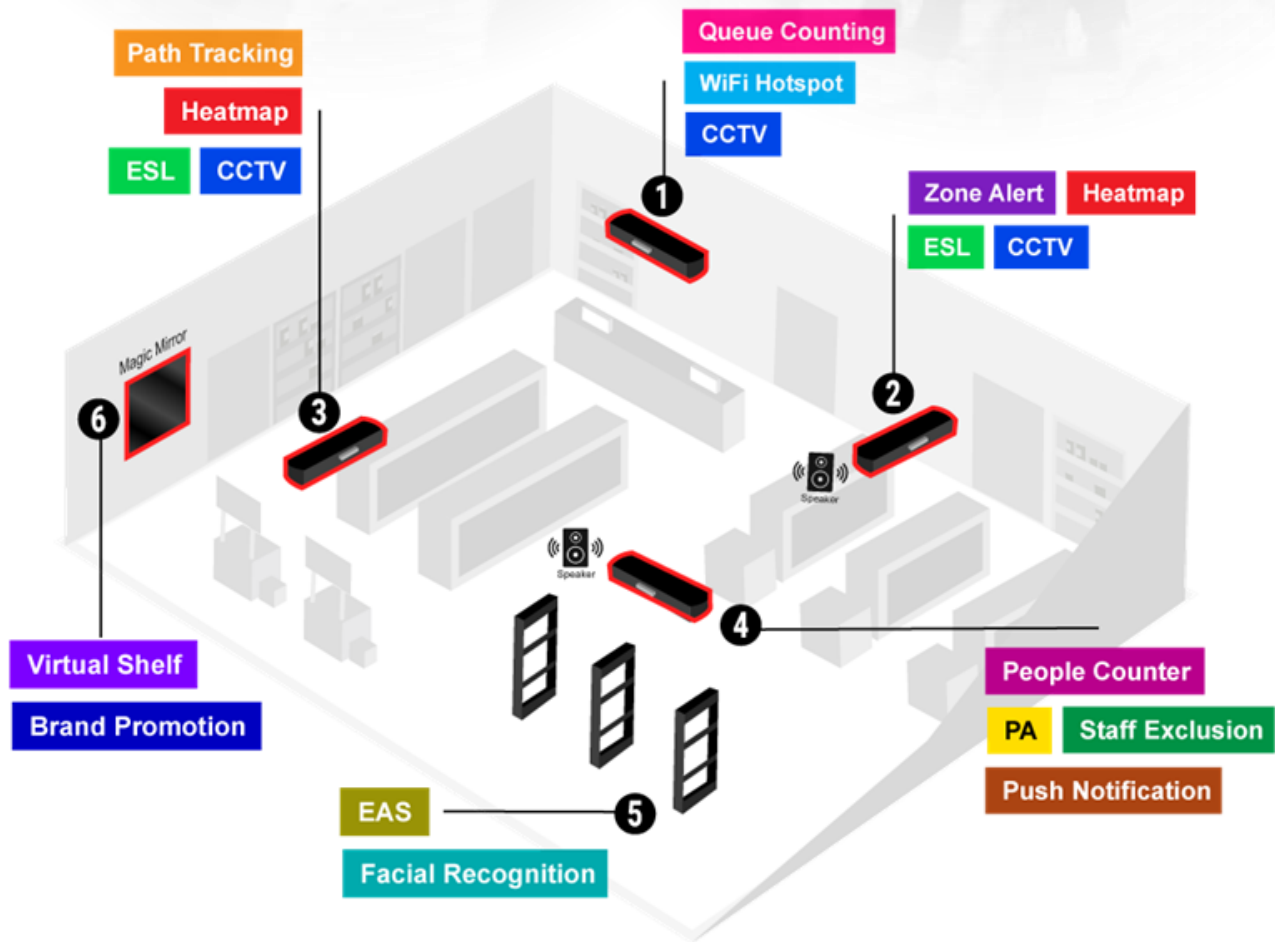 Queue Counting
WiFi Hotspot
CCTV
1
Path Tracking
Heatmap
ESL CCTV
3
Zone Alert Heatmap
ESL CCTV
2
Magic Mirror
6
Speaker
Speaker
4
Virtual Shelf
Brand Promotion
People Counter
PA Staff Exclusion
Push Notification
EAS
5
Facial Recognition